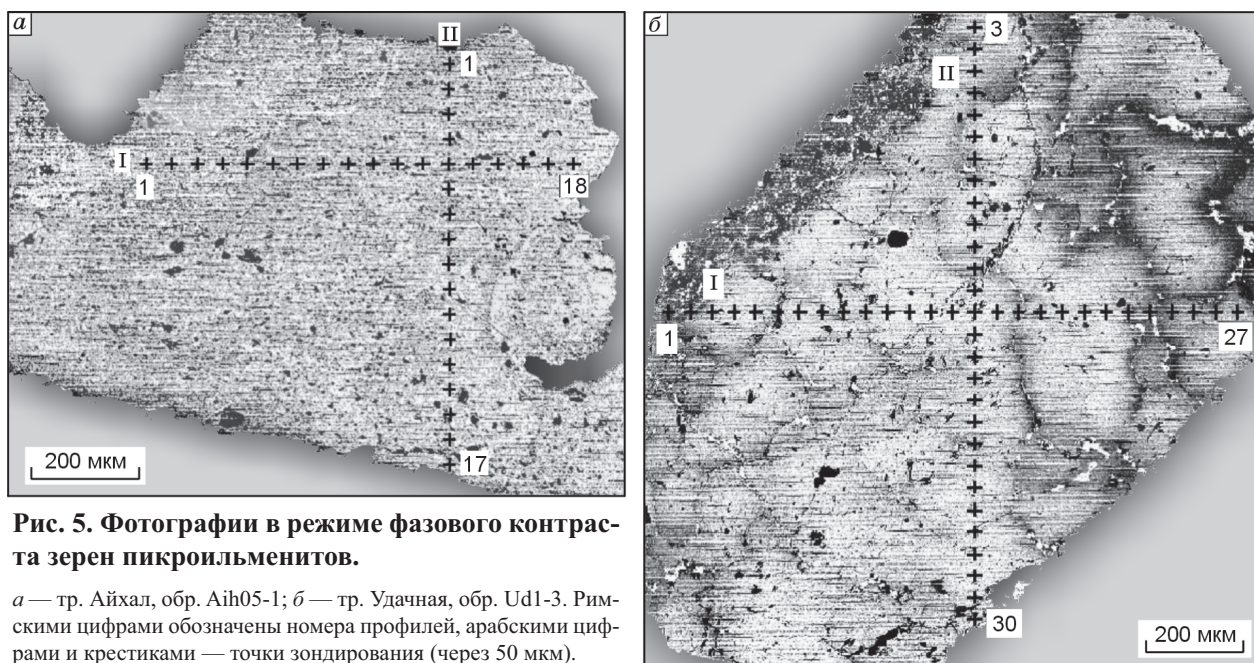 а
II
1
I
1
18
17
200 мкм
б
3
II
I
1
27
30
200 мкм
Рис. 5. Фотографии в режиме фазового контрас-
та зерен пикроильменитов.
а — тр. Айхал, обр. Aih05-1; б — тр. Удачная, обр. Ud1-3. Рим-
скими цифрами обозначены номера профилей, арабскими циф-
рами и крестиками — точки зондирования (через 50 мкм).